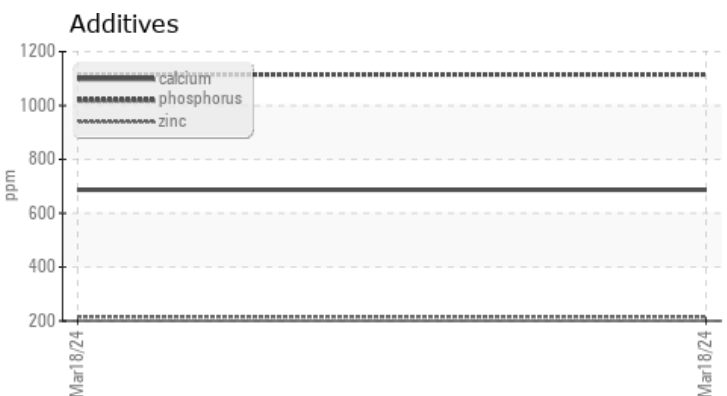 Additives
1200
1000
800
600
400
200
ppm
calcium
phosphorus
zinc
Mar18/24
Mar18/24